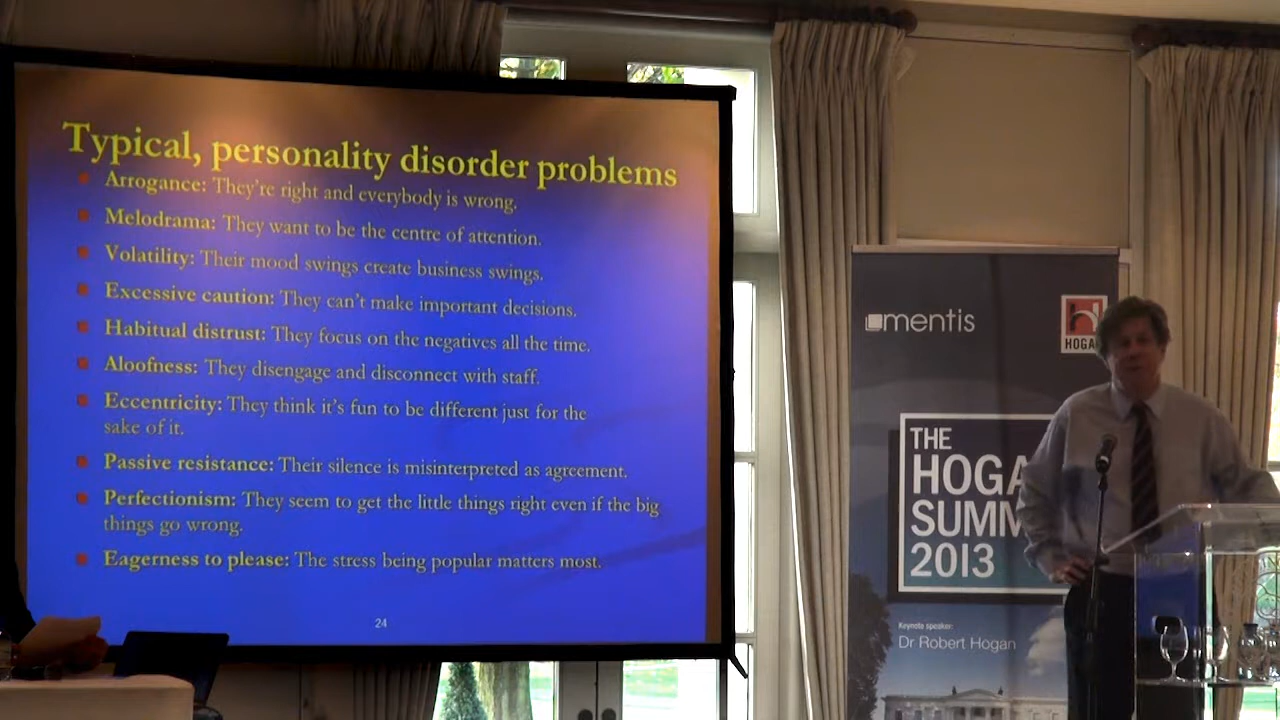 Typical, personality disorder problems
Arrogance: They're right and everybody is wrong.
Melodrama: They want to be the centre of attention.
Volatility: Their mood swings create business swings.
Excessive caution: They can't make important decisions.
Habitual distrust: They focus on the negatives all the time.
Aloofness: They disengage and disconnect with staff.
Eccentricity: They think it's fun to be different just for the
sake of it.
Passive resistance: Their silence is misinterpreted as agreement.
Perfectionism: They seem to get the little things right even if the big
things go wrong.
Eagerness to please: The stress being popular matters most.
24
mentis
HOGA
THE
HOGA
SUMM
2013
Keynote speaker:
Dr Robert Hogan